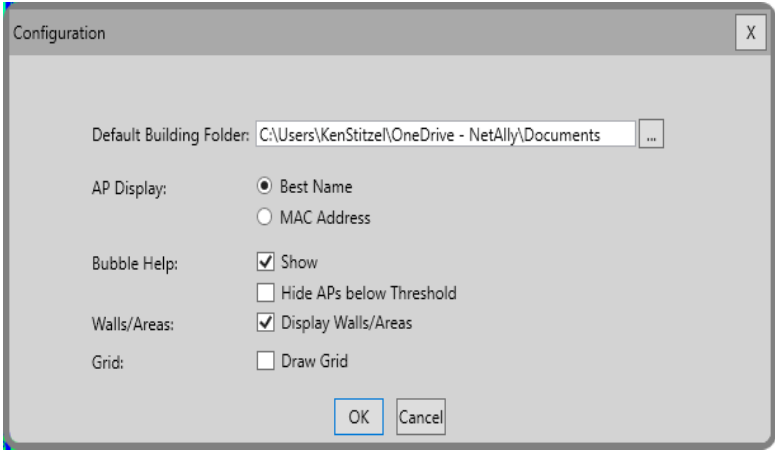 Configuration X
Default Building Folder: C:\Users\KenStitzel\OneDrive - NetAlly\Documents ...
AP Display: Best Name
MAC Address
Bubble Help: Show
Hide APs below Threshold
Walls/Areas: Display Walls/Areas
Grid: Draw Grid
OK Cancel